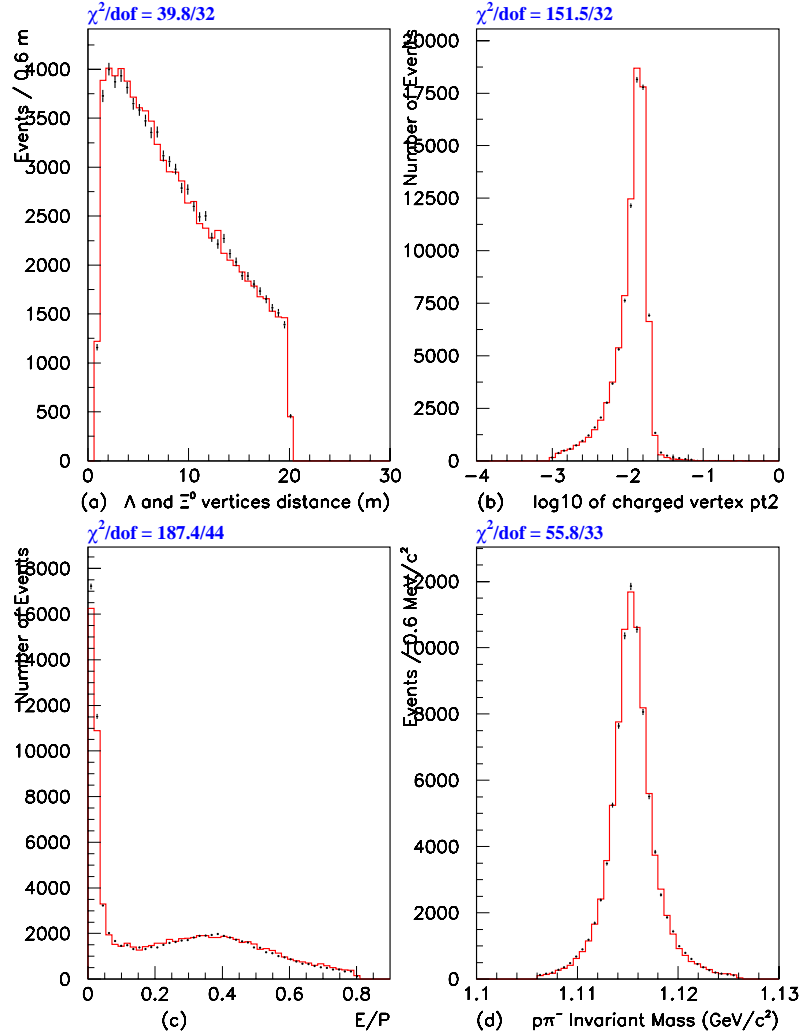 χ²/dof = 39.8/32
Events / 0.6 m
4000
3500
3000
2500
2000
1500
1000
500
0
0 10 20 30
(a) Λ and Ξ⁰ vertices distance (m)
χ²/dof = 151.5/32
Number of Events
20000
17500
15000
12500
10000
7500
5000
2500
0
−4 −3 −2 −1 0
(b) log10 of charged vertex pt2
χ²/dof = 187.4/44
Number of Events
18000
16000
14000
12000
10000
8000
6000
4000
2000
0
0 0.2 0.4 0.6 0.8
(c) E/P
χ²/dof = 55.8/33
Events / 0.6 MeV/c²
12000
10000
8000
6000
4000
2000
0
1.1 1.11 1.12 1.13
(d) pπ⁻ Invariant Mass (GeV/c²)